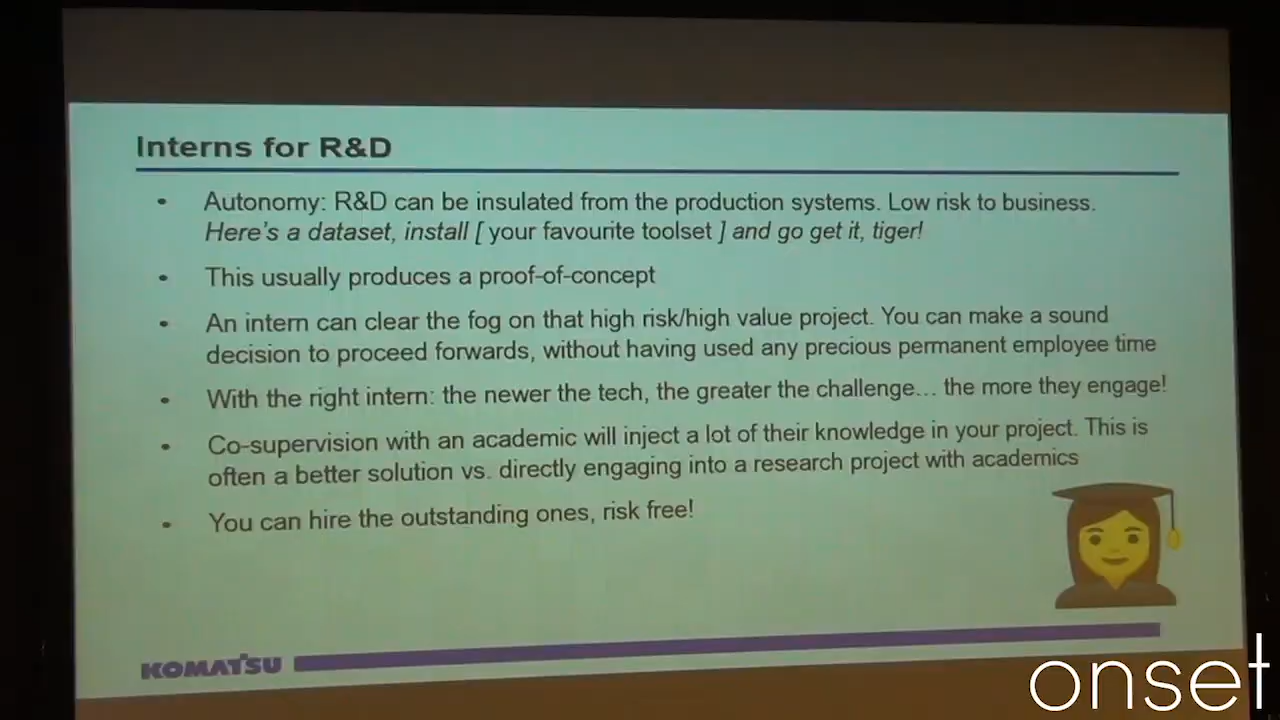 Interns for R&D
• Autonomy: R&D can be insulated from the production systems. Low risk to business.
Here's a dataset, install [ your favourite toolset ] and go get it, tiger!
• This usually produces a proof-of-concept
• An intern can clear the fog on that high risk/high value project. You can make a sound
decision to proceed forwards, without having used any precious permanent employee time
• With the right intern: the newer the tech, the greater the challenge... the more they engage!
• Co-supervision with an academic will inject a lot of their knowledge in your project. This is
often a better solution vs. directly engaging into a research project with academics
• You can hire the outstanding ones, risk free!
KOMATSU
onset